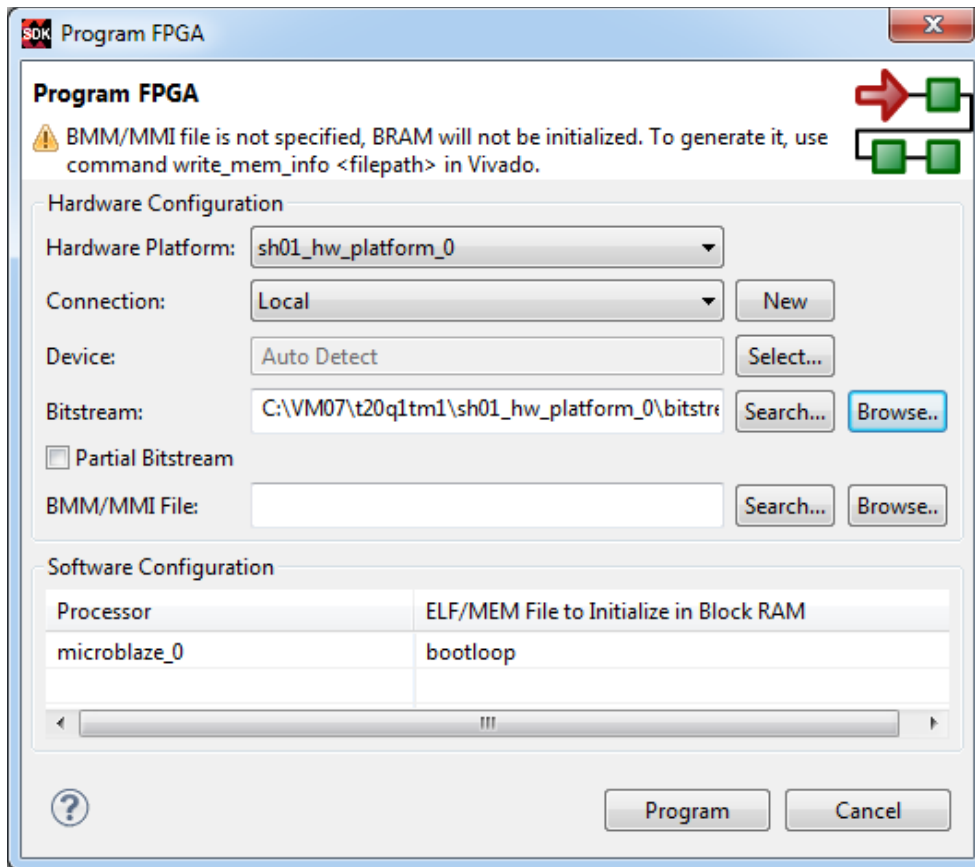 SDK Program FPGA
Program FPGA
BMM/MMI file is not specified, BRAM will not be initialized. To generate it, use
command write_mem_info <filepath> in Vivado.
Hardware Configuration
Hardware Platform: sh01_hw_platform_0
Connection: Local New
Device: Auto Detect Select...
Bitstream: C:\VM07\t20q1tm1\sh01_hw_platform_0\bitstre Search... Browse..
Partial Bitstream
BMM/MMI File: Search... Browse..
Software Configuration
Processor ELF/MEM File to Initialize in Block RAM
microblaze_0 bootloop
? Program Cancel